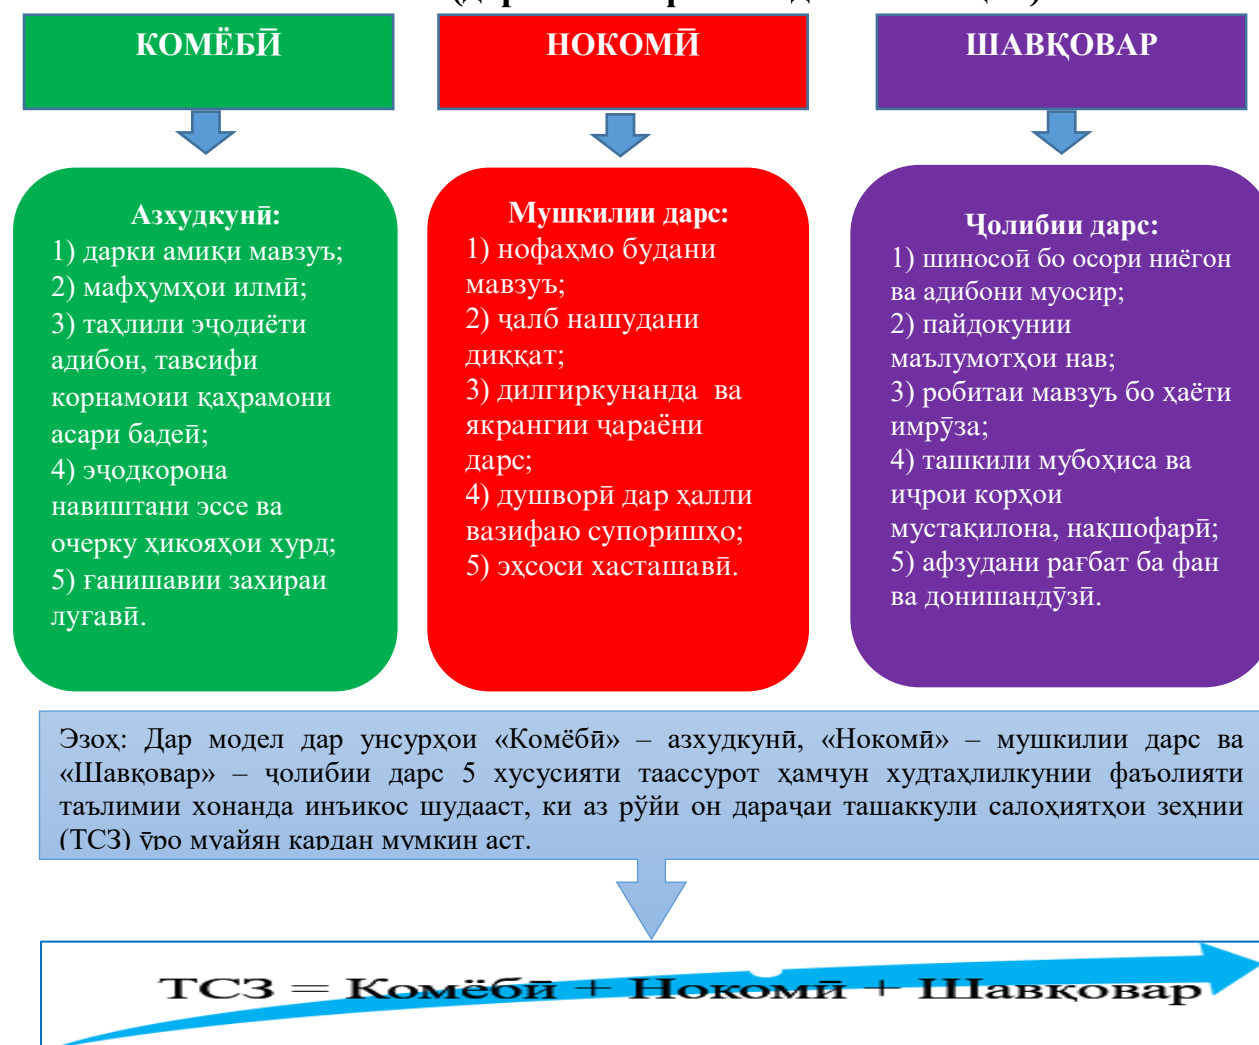 КОМЁБӢ
НОКОМӢ
ШАВҚОВАР
Азхудкунӣ:
1) дарки амиқи мавзуъ;
2) мафҳумҳои илмӣ;
3) таҳлили эҷодиёти
адибон, тавсифи
корнамоии қаҳрамони
асари бадеӣ;
4) эҷодкорона
навиштани эссе ва
очерку ҳикояҳои хурд;
5) ғанишавии захираи
луғавӣ.
Мушкилии дарс:
1) нофаҳмо будани
мавзуъ;
2) ҷалб нашудани
диққат;
3) дилгиркунанда ва
якрангии ҷараёни
дарс;
4) душворӣ дар ҳалли
вазифаю супоришҳо;
5) эҳсоси хасташавӣ.
Ҷолибии дарс:
1) шиносоӣ бо осори ниёгон
ва адибони муосир;
2) пайдокунии
маълумотҳои нав;
3) робитаи мавзуъ бо ҳаёти
имрӯза;
4) ташкили мубоҳиса ва
иҷрои корҳои
мустақилона, нақшофарӣ;
5) афзудани рағбат ба фан
ва донишандӯзӣ.
Эзоҳ: Дар модел дар унсурҳои «Комёбӣ» – азхудкунӣ, «Нокомӣ» – мушкилии дарс ва
«Шавқовар» – ҷолибии дарс 5 хусусияти таассурот ҳамчун худтаҳлилкунии фаъолияти
таълимии хонанда инъикос шудааст, ки аз рўйи он дараҷаи ташаккули салоҳиятҳои зеҳнии
(ТСЗ) ӯро муайян кардан мумкин аст.
ТСЗ = Комёбӣ + Нокомӣ + Шавқовар